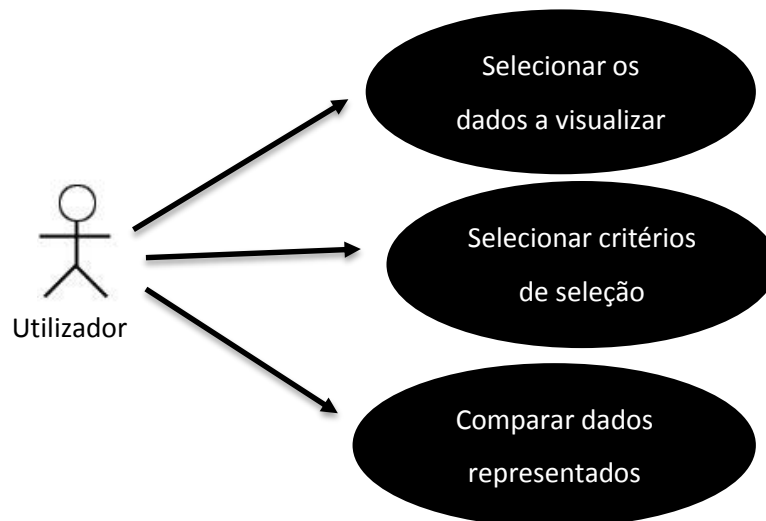 Selecionar os
dados a visualizar
Selecionar critérios
de seleção
Utilizador
Comparar dados
representados